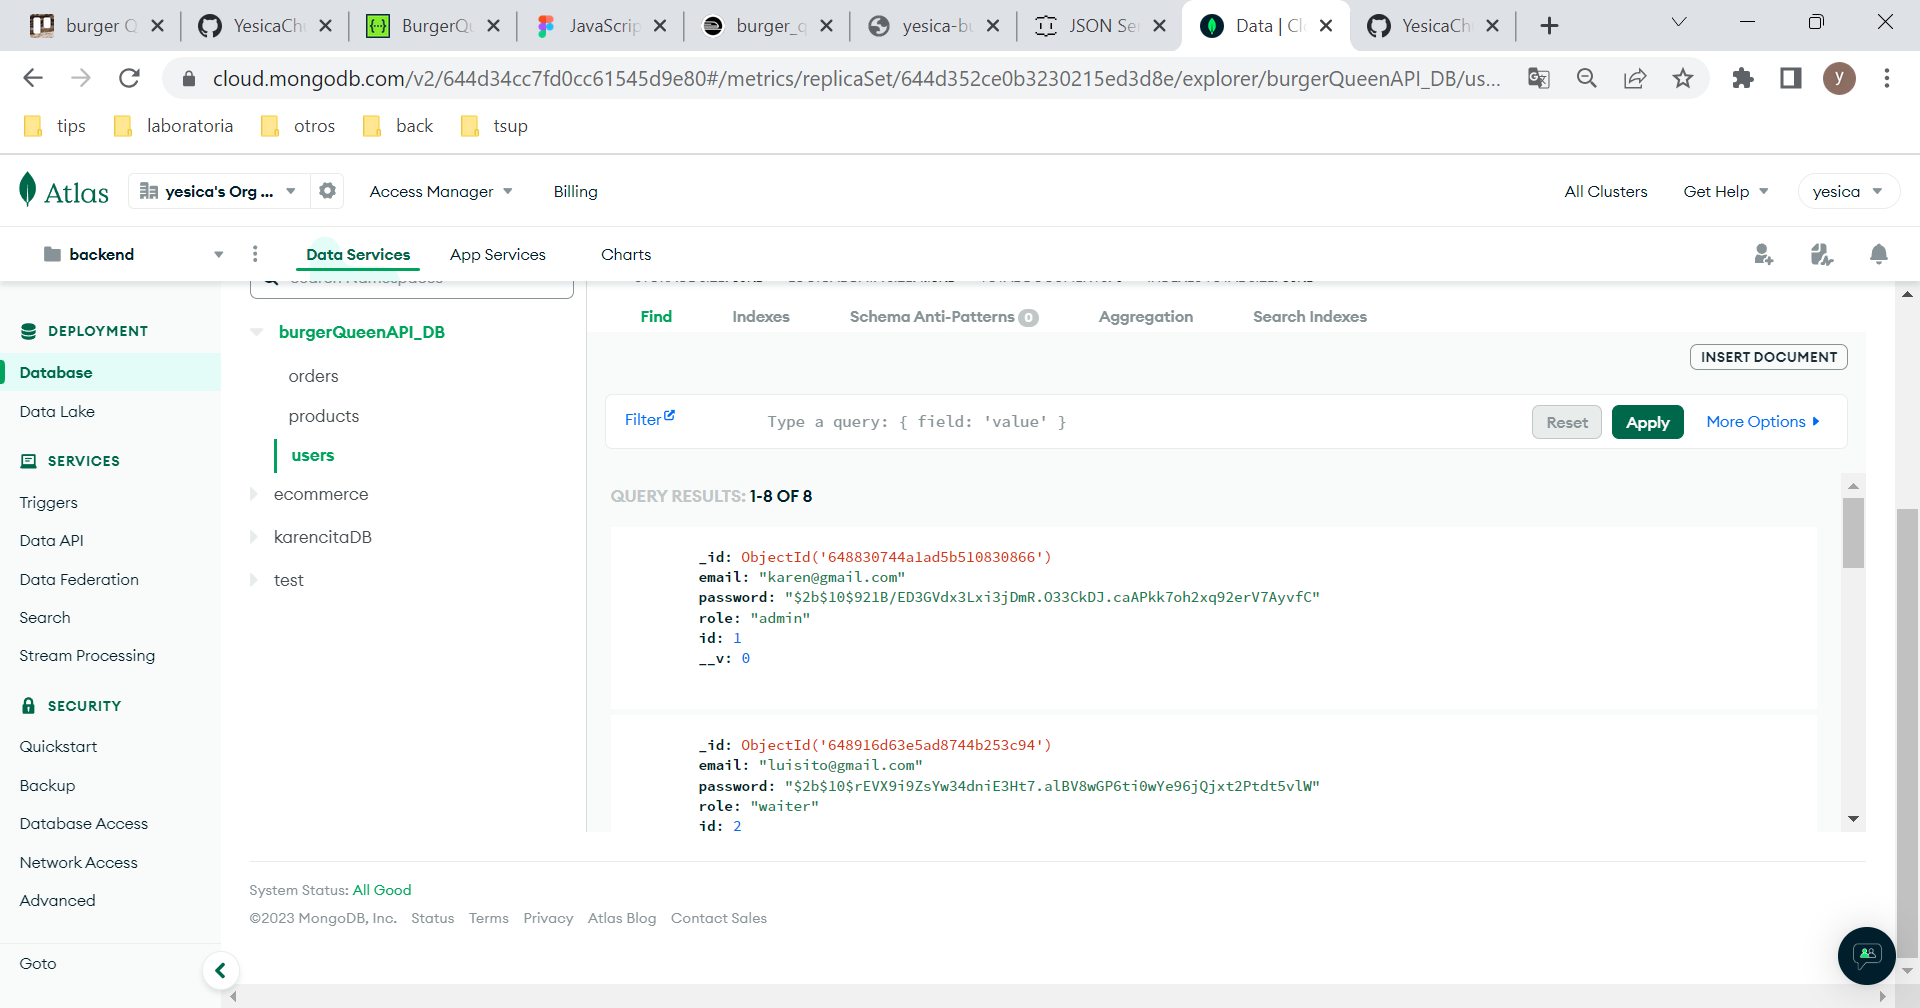 burger Q
YesicaCh
BurgerQu
JavaScrip
burger_q
yesica-bu
JSON Se
Data | Cl
YesicaCh
cloud.mongodb.com/v2/644d34cc7fd0cc61545d9e80#/metrics/replicaSet/644d352ce0b3230215ed3d8e/explorer/burgerQueenAPI_DB/us...
y
tips
laboratoria
otros
back
tsup
Atlas
yesica's Org ...
Access Manager
Billing
All Clusters
Get Help
yesica
backend
Data Services
App Services
Charts
DEPLOYMENT
Database
Data Lake
SERVICES
Triggers
Data API
Data Federation
Search
Stream Processing
SECURITY
Quickstart
Backup
Database Access
Network Access
Advanced
Goto
burgerQueenAPI_DB
orders
products
users
ecommerce
karencitaDB
test
Find
Indexes
Schema Anti-Patterns 0
Aggregation
Search Indexes
INSERT DOCUMENT
Filter
Type a query: { field: 'value' }
Reset
Apply
More Options
QUERY RESULTS: 1-8 OF 8
_id: ObjectId('648830744a1ad5b510830866')
email: "karen@gmail.com"
password: "$2b$10$921B/ED3GVdx3Lxi3jDmR.O33CkDJ.caAPkk7oh2xq92erV7AyvfC"
role: "admin"
id: 1
__v: 0
_id: ObjectId('648916d63e5ad8744b253c94')
email: "luisito@gmail.com"
password: "$2b$10$rEVX9i9ZsYw34dniE3Ht7.alBV8wGP6ti0wYe96jQjxt2Ptdt5vlW"
role: "waiter"
id: 2
System Status: All Good
©2023 MongoDB, Inc.
Status
Terms
Privacy
Atlas Blog
Contact Sales